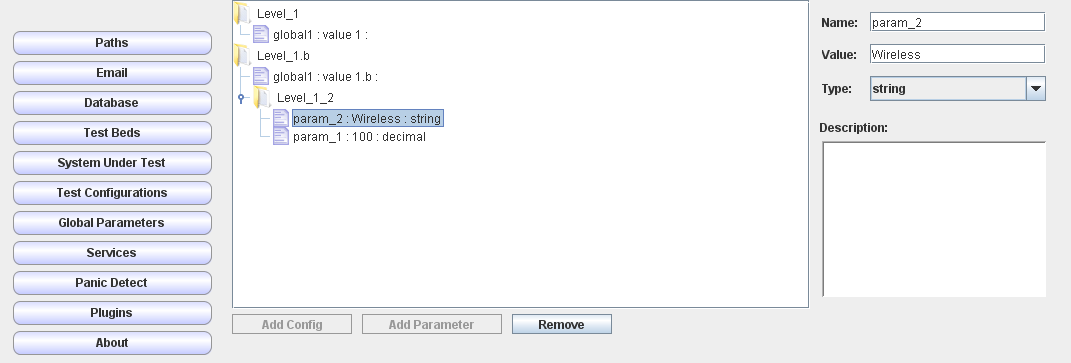 Paths
Email
Database
Test Beds
System Under Test
Test Configurations
Global Parameters
Services
Panic Detect
Plugins
About
Level_1
global1 : value 1 :
Level_1.b
global1 : value 1.b :
Level_1_2
param_2 : Wireless : string
param_1 : 100 : decimal
Add Config
Add Parameter
Remove
Name: param_2
Value: Wireless
Type: string
Description: